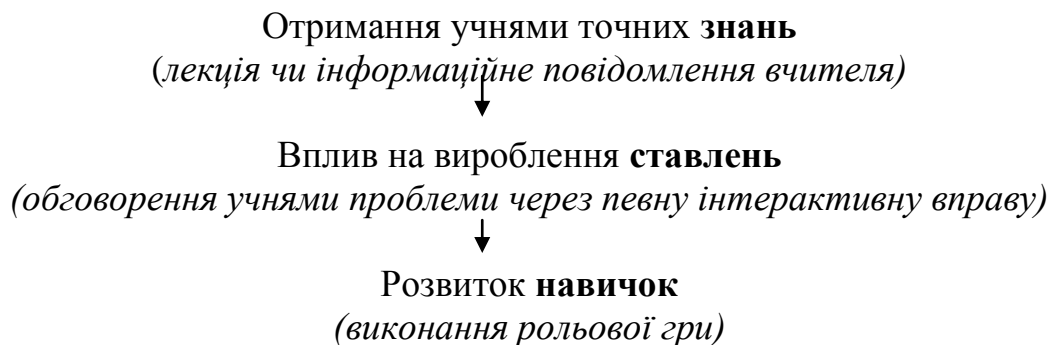 Отримання учнями точних знань
(лекція чи інформаційне повідомлення вчителя)
Вплив на вироблення ставлень
(обговорення учнями проблеми через певну інтерактивну вправу)
Розвиток навичок
(виконання рольової гри)